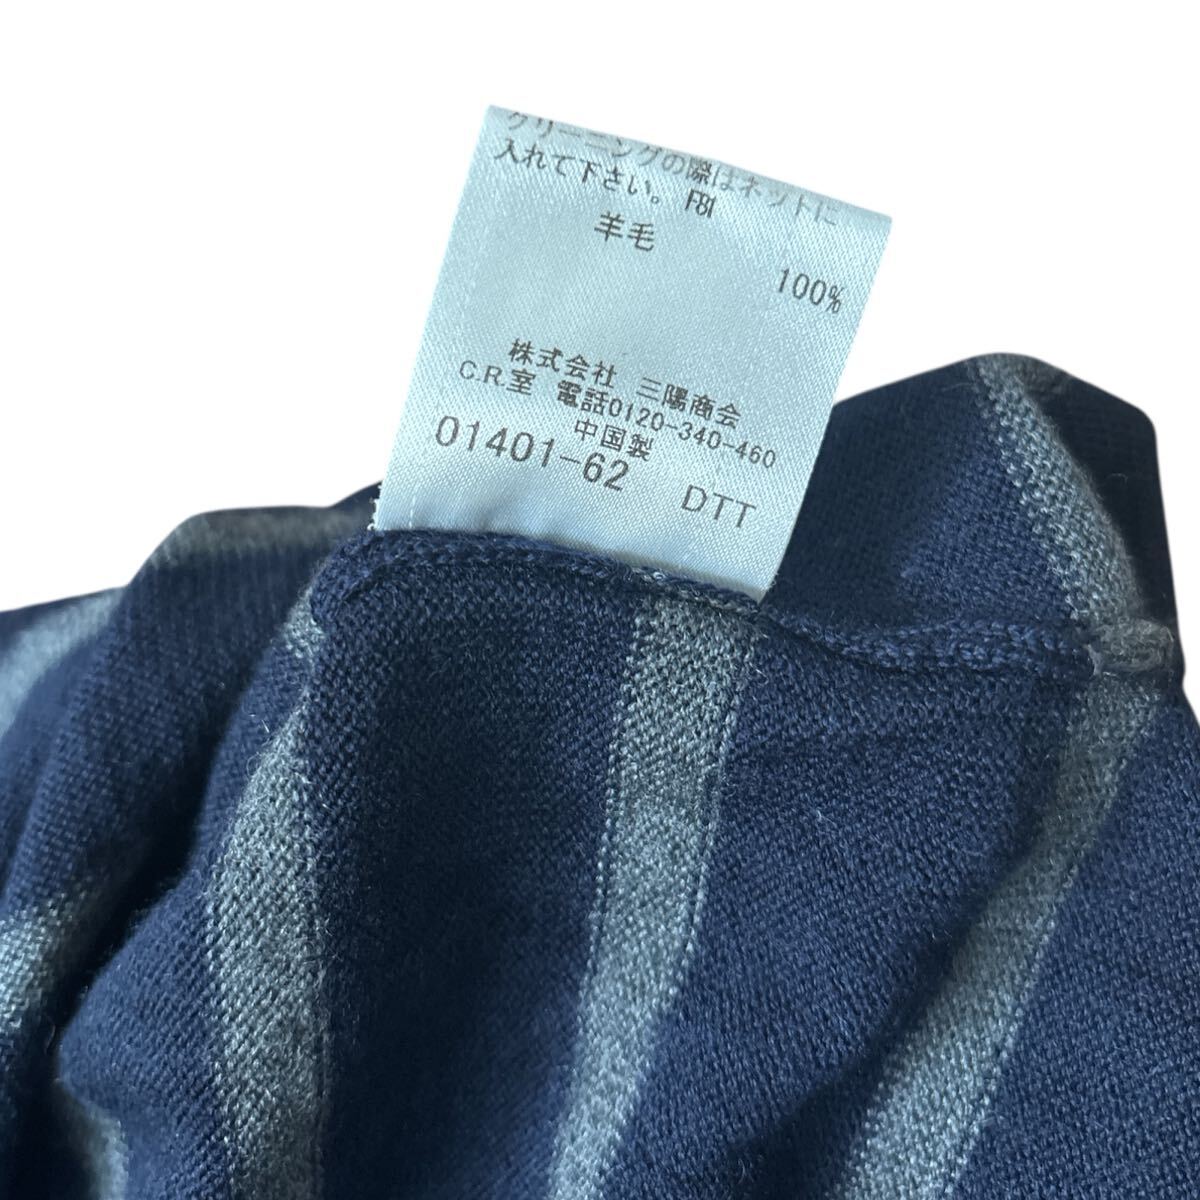 クリーニングの際はネットに
入れて下さい。 FB1
羊毛
100%
株式会社 三陽商会
C.R.室 電話0120-340-460
中国製
01401-62 DTT